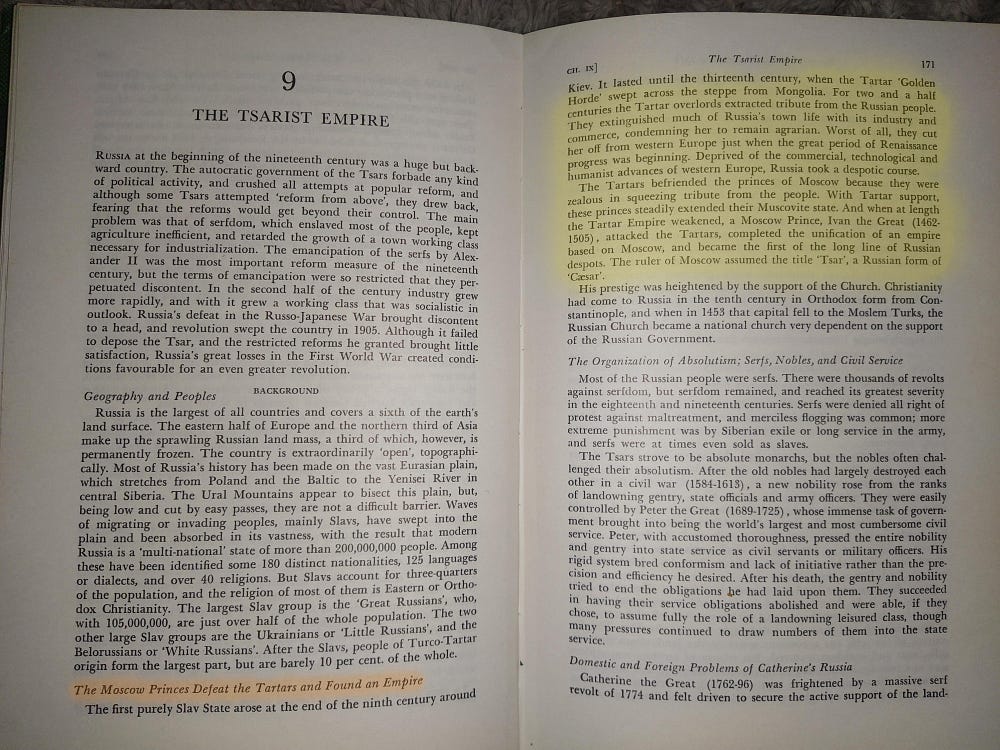 9
THE TSARIST EMPIRE
RUSSIA at the beginning of the nineteenth century was a huge but back-
ward country. The autocratic government of the Tsars forbade any kind
of political activity, and crushed all attempts at popular reform, and
although some Tsars attempted 'reform from above', they drew back,
fearing that the reforms would get beyond their control. The main
problem was that of serfdom, which enslaved most of the people, kept
agriculture inefficient, and retarded the growth of a town working class
necessary for industrialization. The emancipation of the serfs by Alex-
ander II was the most important reform measure of the nineteenth
century, but the terms of emancipation were so restricted that they per-
petuated discontent. In the second half of the century industry grew
more rapidly, and with it grew a working class that was socialistic in
outlook. Russia's defeat in the Russo-Japanese War brought discontent
to a head, and revolution swept the country in 1905. Although it failed
to depose the Tsar, and the restricted reforms he granted brought little
satisfaction, Russia's great losses in the First World War created condi-
tions favourable for an even greater revolution.
BACKGROUND
Geography and Peoples
Russia is the largest of all countries and covers a sixth of the earth's
land surface. The eastern half of Europe and the northern third of Asia
make up the sprawling Russian land mass, a third of which, however, is
permanently frozen. The country is extraordinarily 'open', topographi-
cally. Most of Russia's history has been made on the vast Eurasian plain,
which stretches from Poland and the Baltic to the Yenisei River in
central Siberia. The Ural Mountains appear to bisect this plain, but,
being low and cut by easy passes, they are not a difficult barrier. Waves
of migrating or invading peoples, mainly Slavs, have swept into the
plain and been absorbed in its vastness, with the result that modern
Russia is a 'multi-national' state of more than 200,000,000 people. Among
these have been identified some 180 distinct nationalities, 125 languages
or dialects, and over 40 religions. But Slavs account for three-quarters
of the population, and the religion of most of them is Eastern or Ortho-
dox Christianity. The largest Slav group is the 'Great Russians', who,
with 105,000,000, are just over half of the whole population. The two
other large Slav groups are the Ukrainians or 'Little Russians', and the
Belorussians or 'White Russians'. After the Slavs, people of Turco-Tartar
origin form the largest part, but are barely 10 per cent. of the whole.
The Moscow Princes Defeat the Tartars and Found an Empire
The first purely Slav State arose at the end of the ninth century around
CH. IX] The Tsarist Empire 171
Kiev. It lasted until the thirteenth century, when the Tartar 'Golden
Horde' swept across the steppe from Mongolia. For two and a half
centuries the Tartar overlords extracted tribute from the Russian people.
They extinguished much of Russia's town life with its industry and
commerce, condemning her to remain agrarian. Worst of all, they cut
her off from western Europe just when the great period of Renaissance
progress was beginning. Deprived of the commercial, technological and
humanist advances of western Europe, Russia took a despotic course.
The Tartars befriended the princes of Moscow because they were
zealous in squeezing tribute from the people. With Tartar support,
these princes steadily extended their Muscovite state. And when at length
the Tartar Empire weakened, a Moscow Prince, Ivan the Great (1462-
1505), attacked the Tartars, completed the unification of an empire
based on Moscow, and became the first of the long line of Russian
despots. The ruler of Moscow assumed the title 'Tsar', a Russian form of
'Cæsar'.
His prestige was heightened by the support of the Church. Christianity
had come to Russia in the tenth century in Orthodox form from Con-
stantinople, and when in 1453 that capital fell to the Moslem Turks, the
Russian Church became a national church very dependent on the support
of the Russian Government.
The Organization of Absolutism; Serfs, Nobles, and Civil Service
Most of the Russian people were serfs. There were thousands of revolts
against serfdom, but serfdom remained, and reached its greatest severity
in the eighteenth and nineteenth centuries. Serfs were denied all right of
protest against maltreatment, and merciless flogging was common; more
extreme punishment was by Siberian exile or long service in the army,
and serfs were at times even sold as slaves.
The Tsars strove to be absolute monarchs, but the nobles often chal-
lenged their absolutism. After the old nobles had largely destroyed each
other in a civil war (1584-1613), a new nobility rose from the ranks
of landowning gentry, state officials and army officers. They were easily
controlled by Peter the Great (1689-1725), whose immense task of govern-
ment brought into being the world's largest and most cumbersome civil
service. Peter, with accustomed thoroughness, pressed the entire nobility
and gentry into state service as civil servants or military officers. His
rigid system bred conformism and lack of initiative rather than the pre-
cision and efficiency he desired. After his death, the gentry and nobility
tried to end the obligations he had laid upon them. They succeeded
in having their service obligations abolished and were able, if they
chose, to assume fully the role of a landowning leisured class, though
many pressures continued to draw numbers of them into the state
service.
Domestic and Foreign Problems of Catherine's Russia
Catherine the Great (1762-96) was frightened by a massive serf
revolt of 1774 and felt driven to secure the active support of the land-